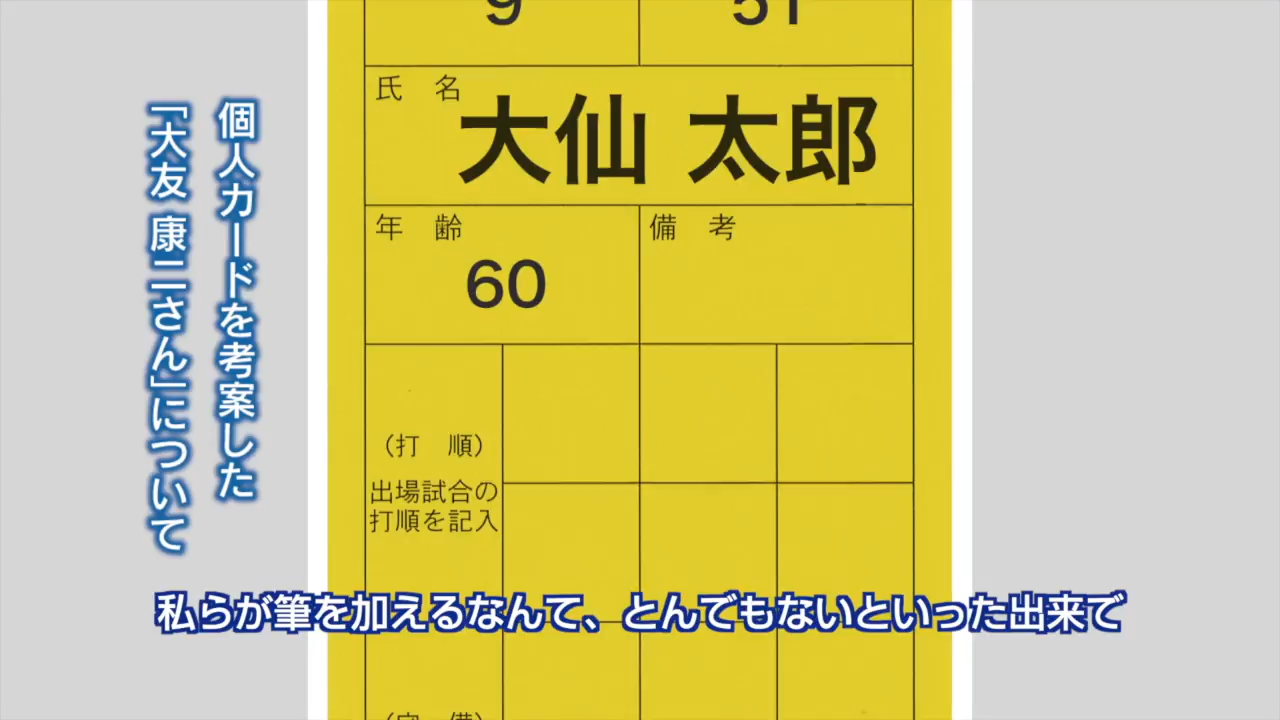 個人カードを考案した
「大友 康二さん」について
9 51
氏 名
大仙 太郎
年 齢
60
備 考
(打 順)
出場試合の
打順を記入
(守 備)
私らが筆を加えるなんて、とんでもないといった出来で